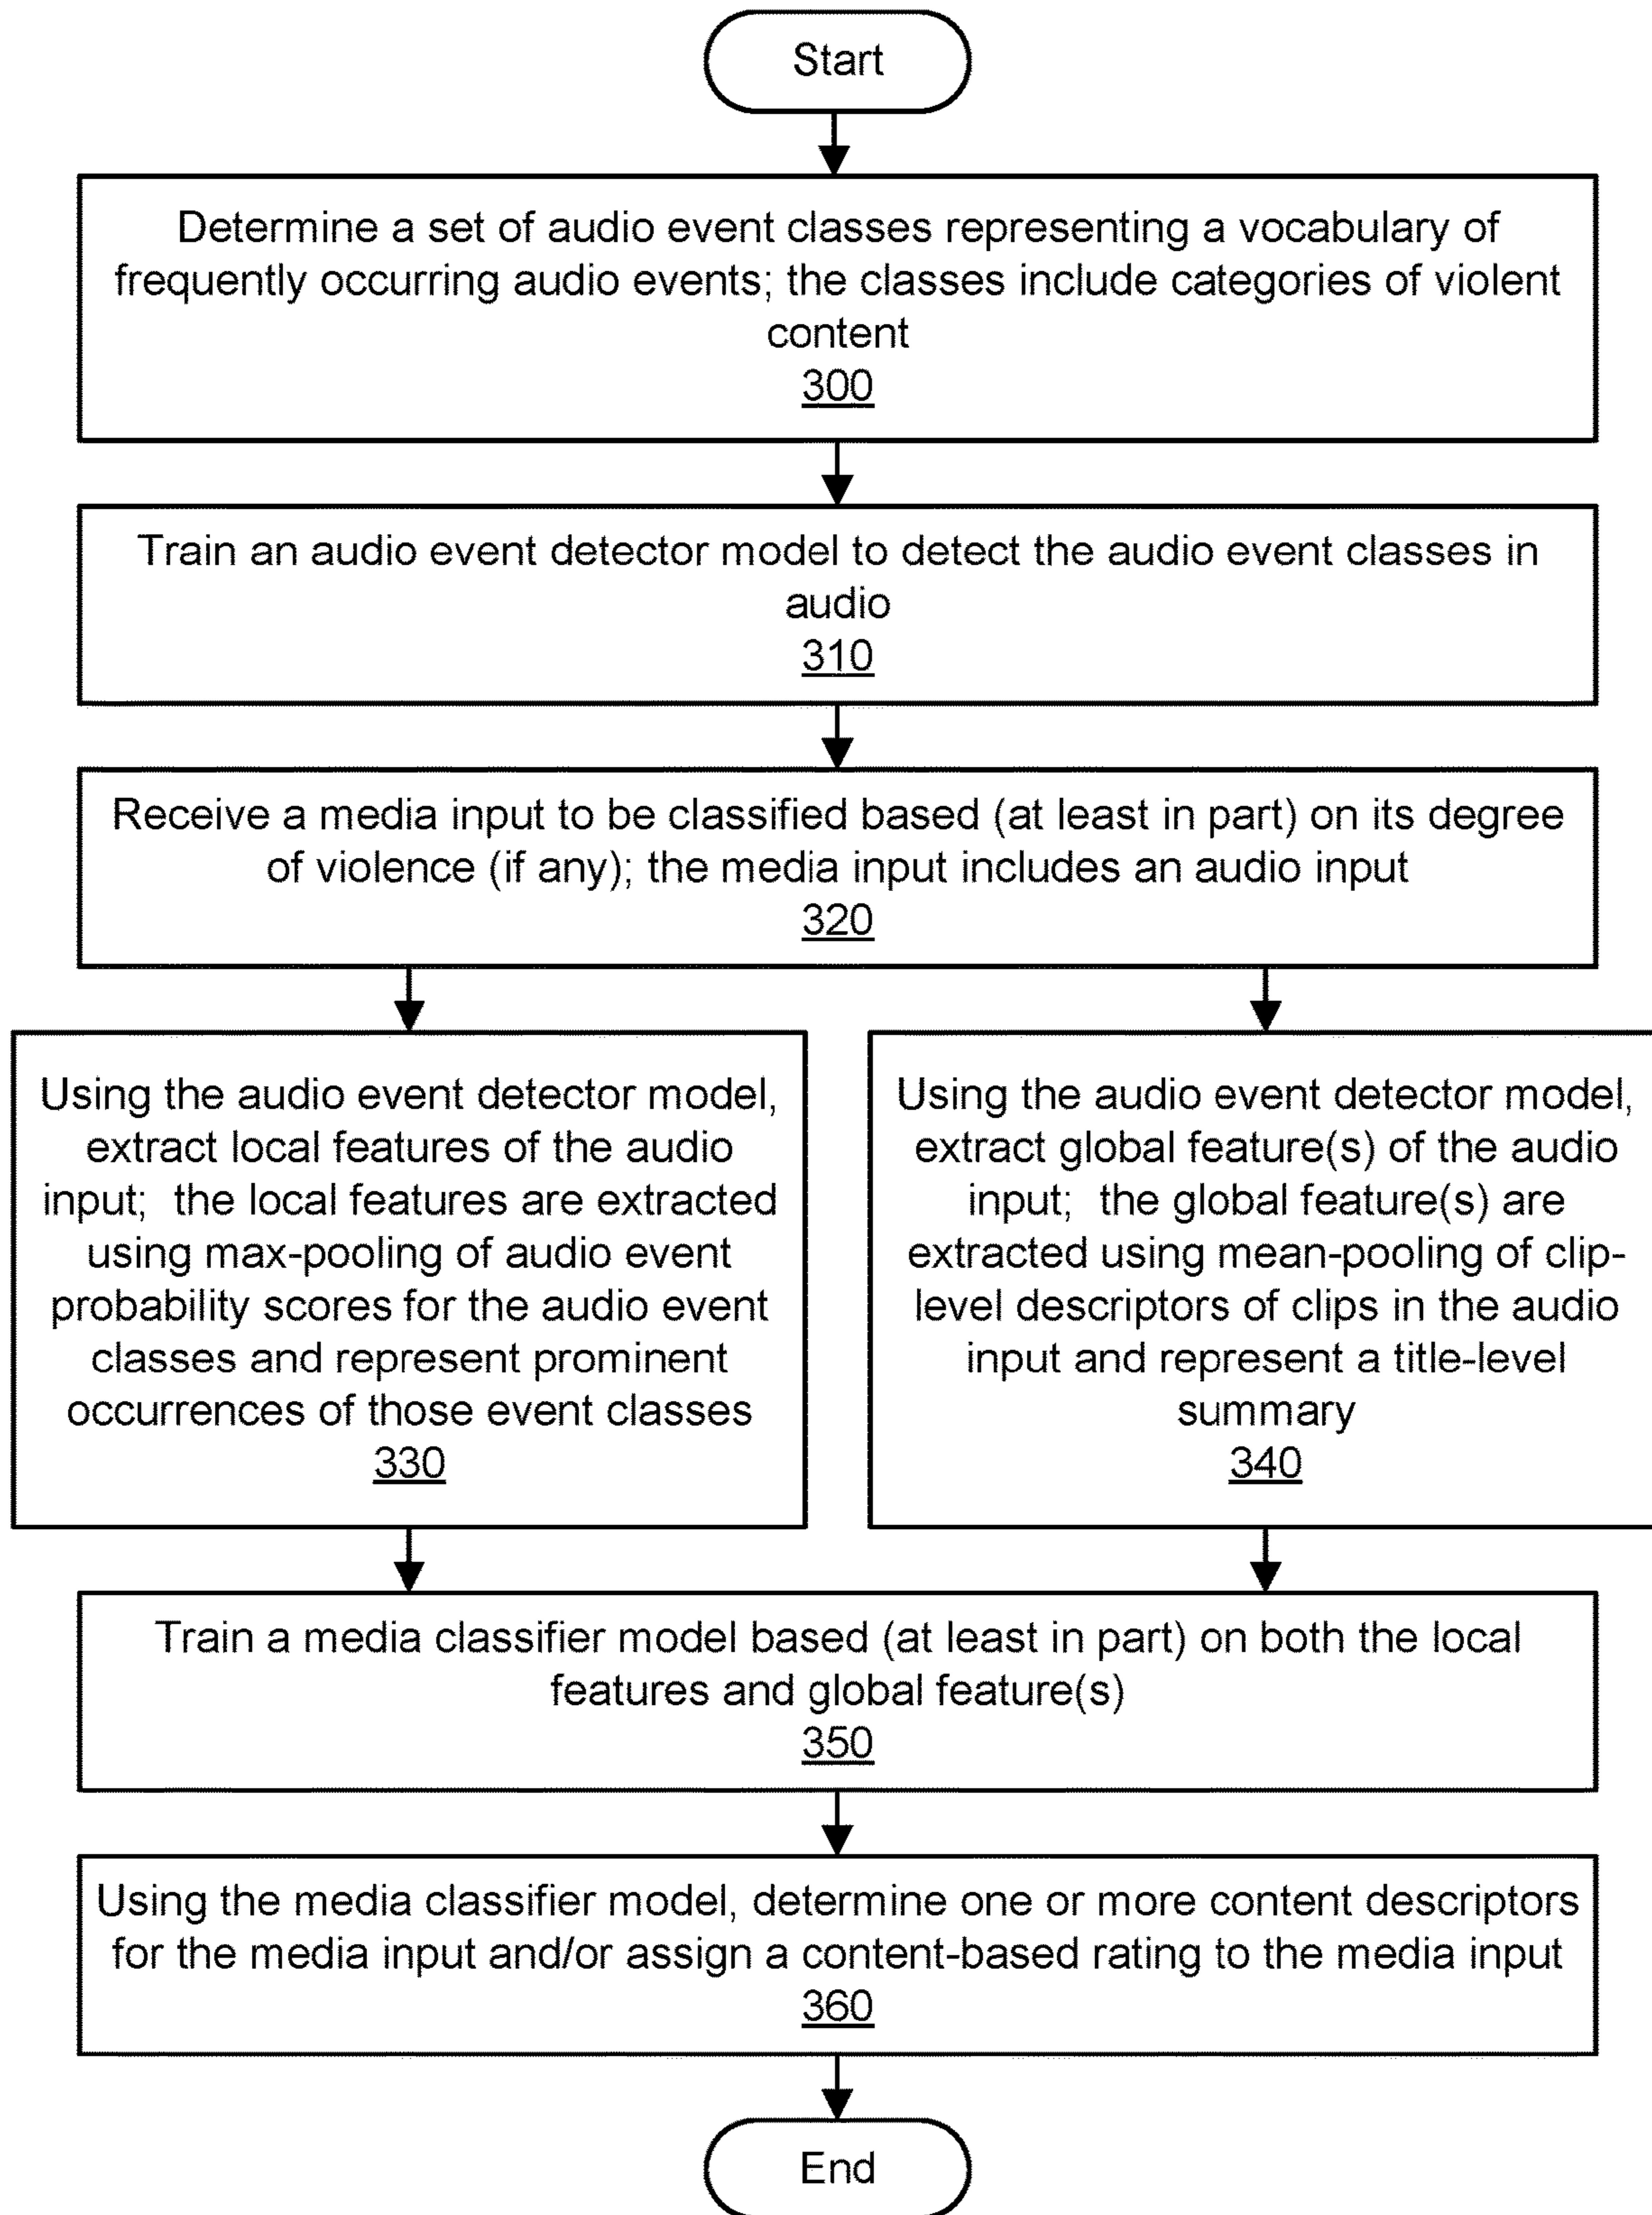 Start
Determine a set of audio event classes representing a vocabulary of
frequently occurring audio events; the classes include categories of violent
content
300
Train an audio event detector model to detect the audio event classes in
audio
310
Receive a media input to be classified based (at least in part) on its degree
of violence (if any); the media input includes an audio input
320
Using the audio event detector model,
extract local features of the audio
input; the local features are extracted
using max-pooling of audio event
probability scores for the audio event
classes and represent prominent
occurrences of those event classes
330
Using the audio event detector model,
extract global feature(s) of the audio
input; the global feature(s) are
extracted using mean-pooling of clip-
level descriptors of clips in the audio
input and represent a title-level
summary
340
Train a media classifier model based (at least in part) on both the local
features and global feature(s)
350
Using the media classifier model, determine one or more content descriptors
for the media input and/or assign a content-based rating to the media input
360
End